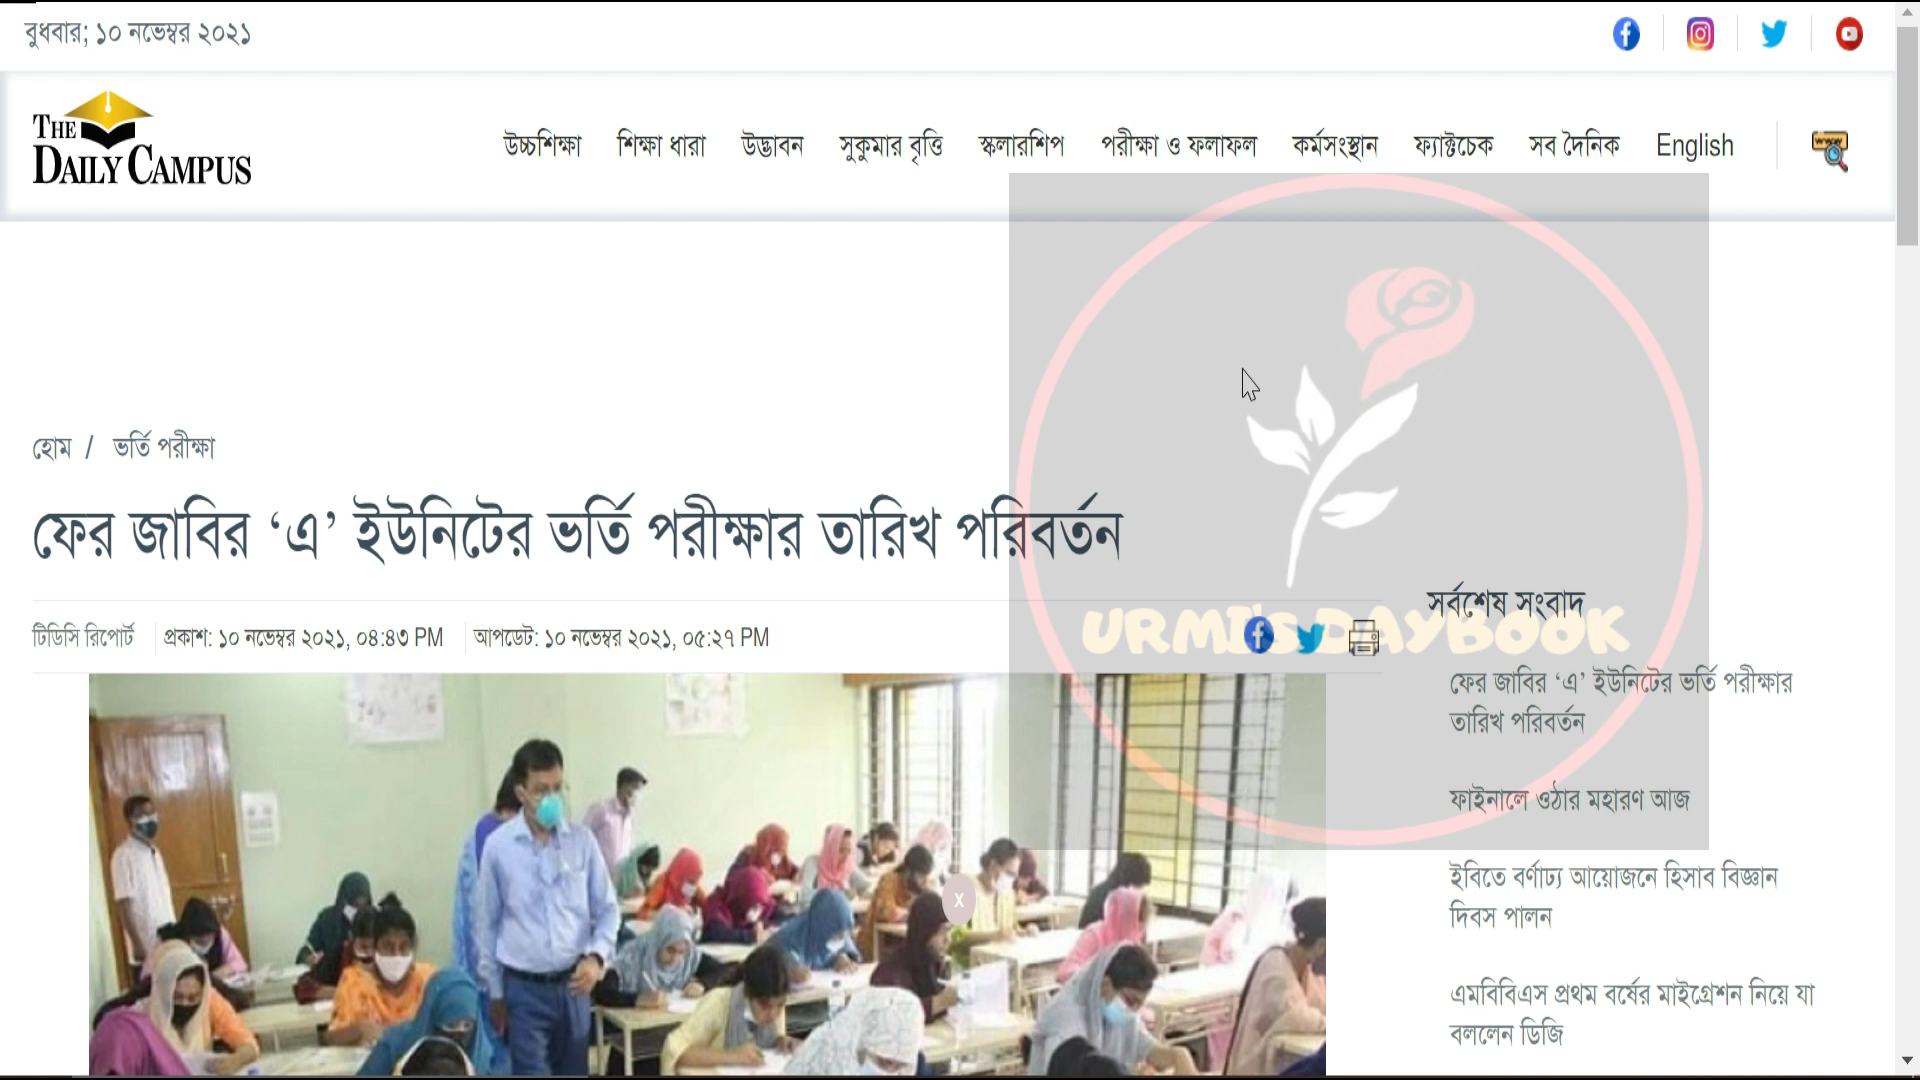 বুধবার; ১০ নভেম্বর ২০২১
THE
DAILY CAMPUS
উচ্চশিক্ষা শিক্ষা ধারা উদ্ভাবন সুকুমার বৃত্তি স্কলারশিপ পরীক্ষা ও ফলাফল কর্মসংস্থান ফ্যাক্টচেক সব দৈনিক English
www
হোম / ভর্তি পরীক্ষা
ফের জাবির ‘এ’ ইউনিটের ভর্তি পরীক্ষার তারিখ পরিবর্তন
টিডিসি রিপোর্ট প্রকাশ: ১০ নভেম্বর ২০২১, ০৪:৪৩ PM আপডেট: ১০ নভেম্বর ২০২১, ০৫:২৭ PM
URMI's DAYBOOK
সর্বশেষ সংবাদ
ফের জাবির ‘এ’ ইউনিটের ভর্তি পরীক্ষার
তারিখ পরিবর্তন
ফাইনালে ওঠার মহারণ আজ
ইবিতে বর্ণাঢ্য আয়োজনে হিসাব বিজ্ঞান
দিবস পালন
এমবিবিএস প্রথম বর্ষের মাইগ্রেশন নিয়ে যা
বললেন ডিজি
x